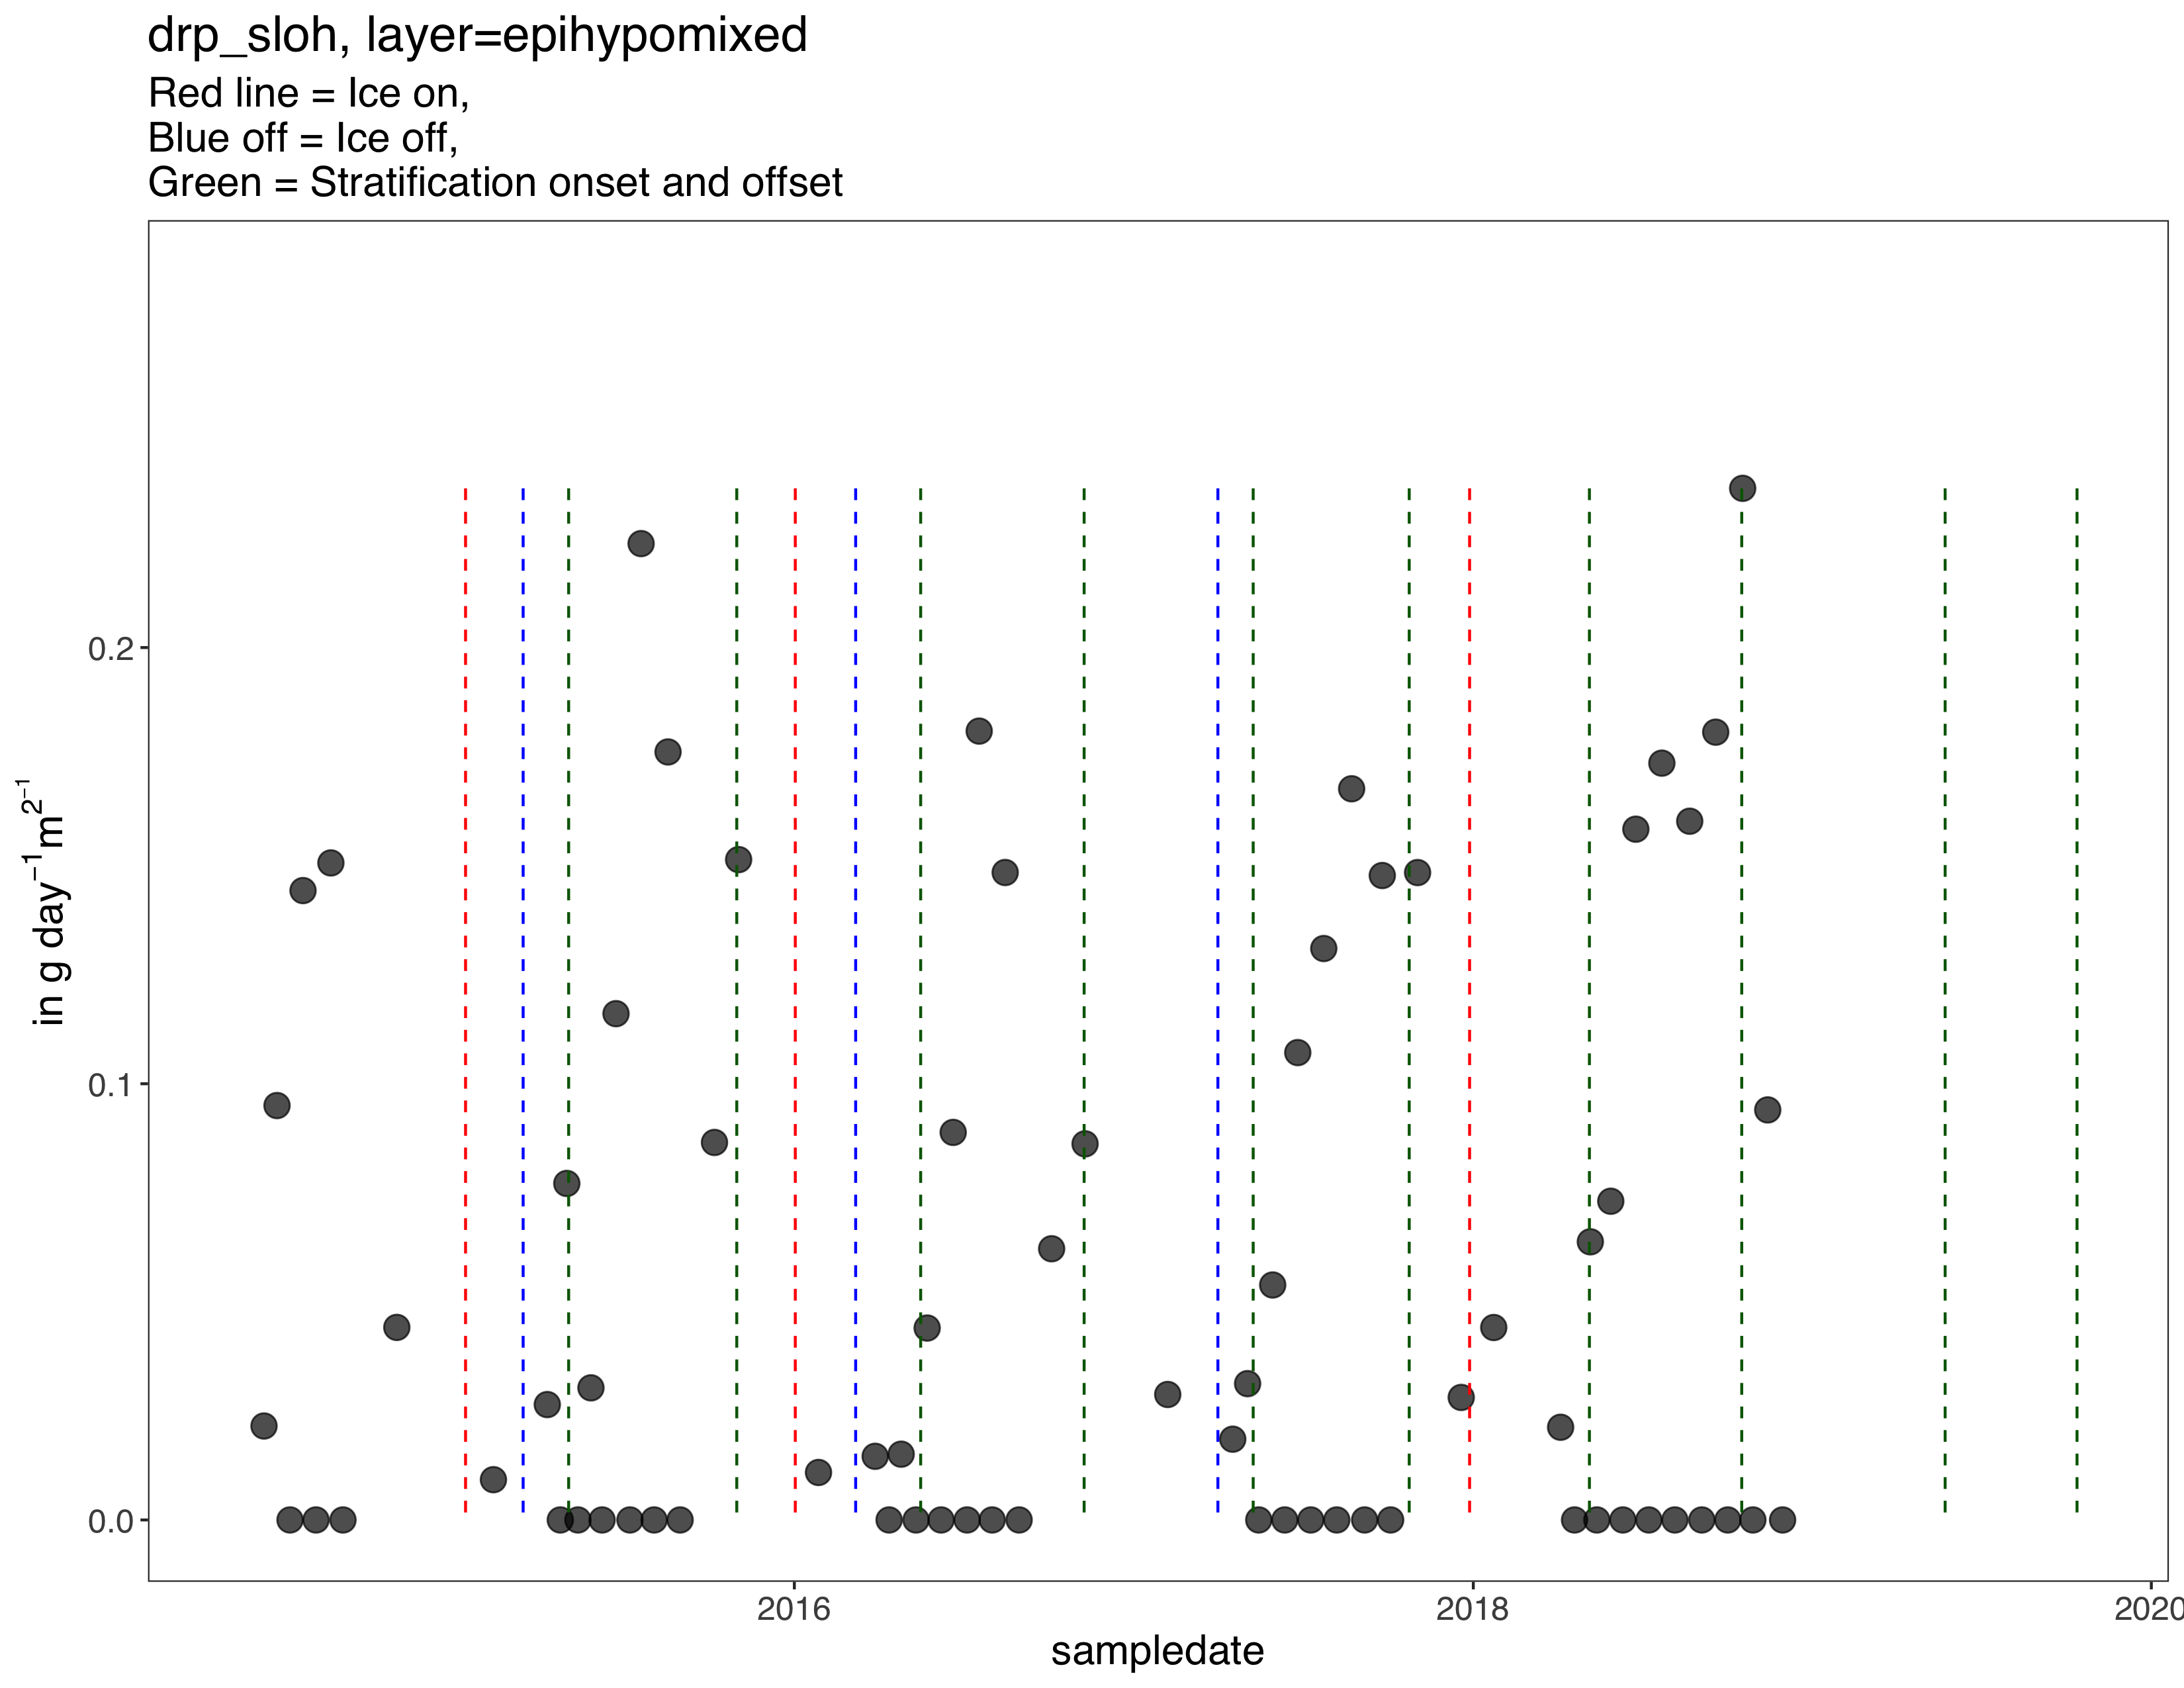 drp_sloh, layer=epihypomixed
Red line = Ice on,
Blue off = Ice off,
Green = Stratification onset and offset
in g day⁻¹m²⁻¹
0.2
0.1
0.0
2016
2018
2020
sampledate